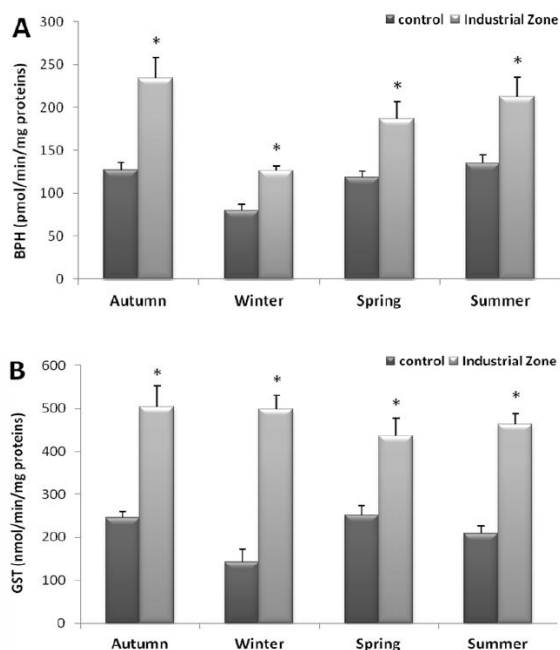 A
control Industrial Zone
BPH (pmol/min/mg proteins)
300
250
200
150
100
50
0
*
*
*
*
Autumn Winter Spring Summer
B
control Industrial Zone
GST (nmol/min/mg proteins)
600
500
400
300
200
100
0
*
*
*
*
Autumn Winter Spring Summer